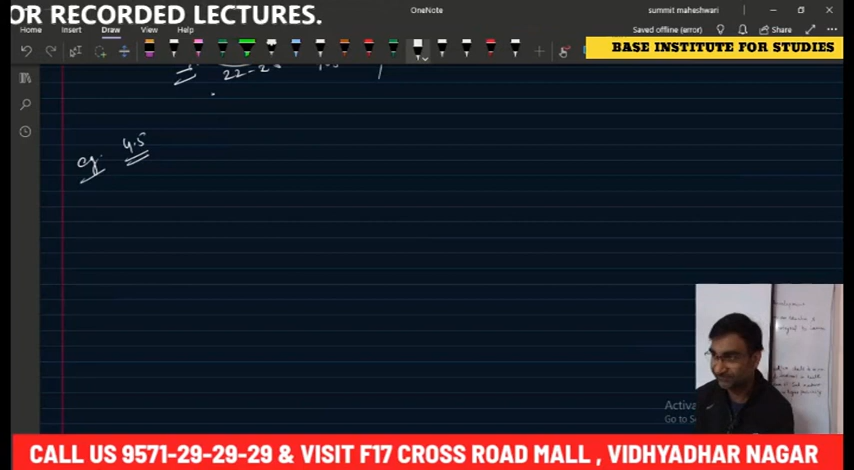 OR RECORDED LECTURES.
OneNote
summit maheshwari
Home Insert Draw View Help
Saved offline (error) Share
BASE INSTITUTE FOR STUDIES
22-2
eg. 4.5
Activa
Go to S
CALL US 9571-29-29-29 & VISIT F17 CROSS ROAD MALL , VIDHYADHAR NAGAR